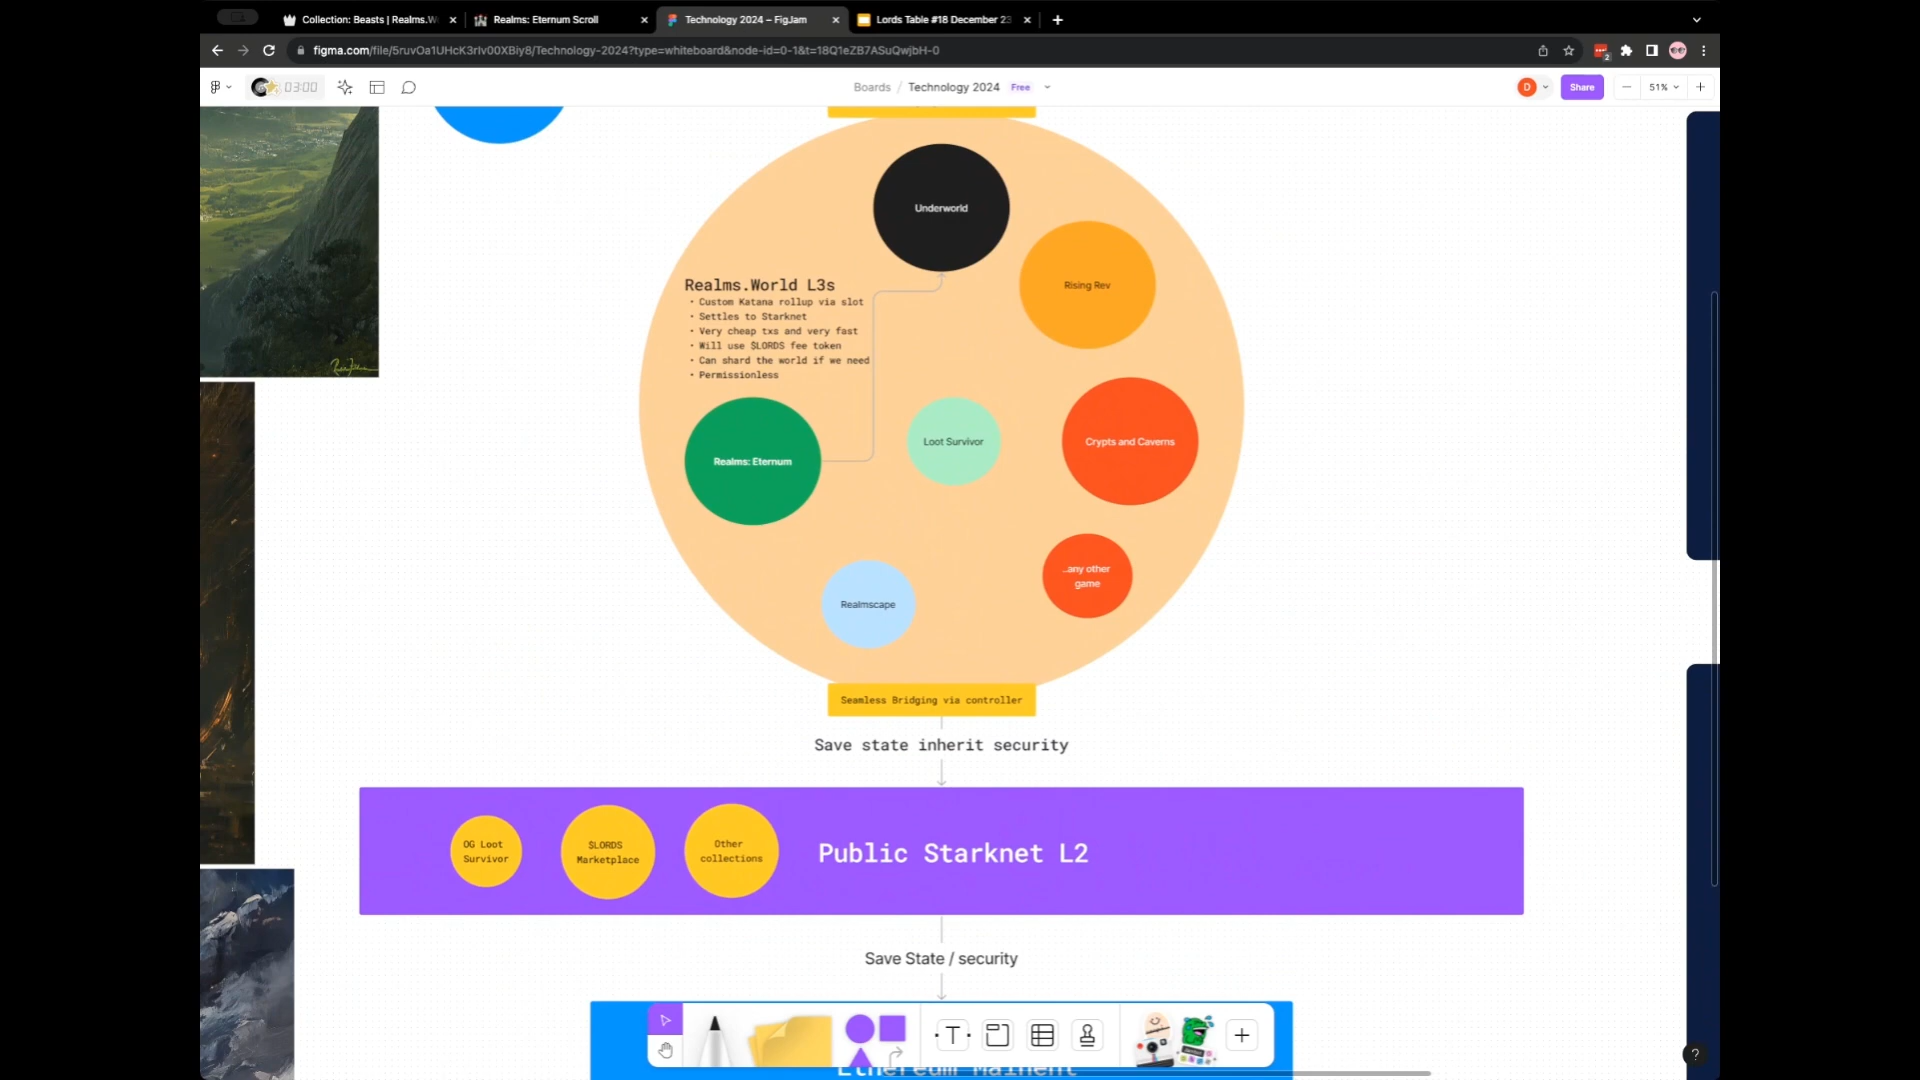 Collection: Beasts | Realms.W
Realms: Eternum Scroll
Technology 2024 – FigJam
Lords Table #18 December 23
figma.com/file/5ruvOa1UHcK3rIv00XBiy8/Technology-2024?type=whiteboard&node-id=0-1&t=18Q1eZB7ASuQwjbH-0
2
03:00
Boards / Technology 2024 Free
D
Share
51%
Underworld
Rising Rev
Realms.World L3s
• Custom Katana rollup via slot
• Settles to Starknet
• Very cheap txs and very fast
• Will use $LORDS fee token
• Can shard the world if we need
• Permissionless
Realms: Eternum
Loot Survivor
Crypts and Caverns
..any other
game
Realmscape
Seamless Bridging via controller
Save state inherit security
OG Loot
Survivor
$LORDS
Marketplace
Other
collections
Public Starknet L2
Save State / security
T
Ethereum Mainent
?